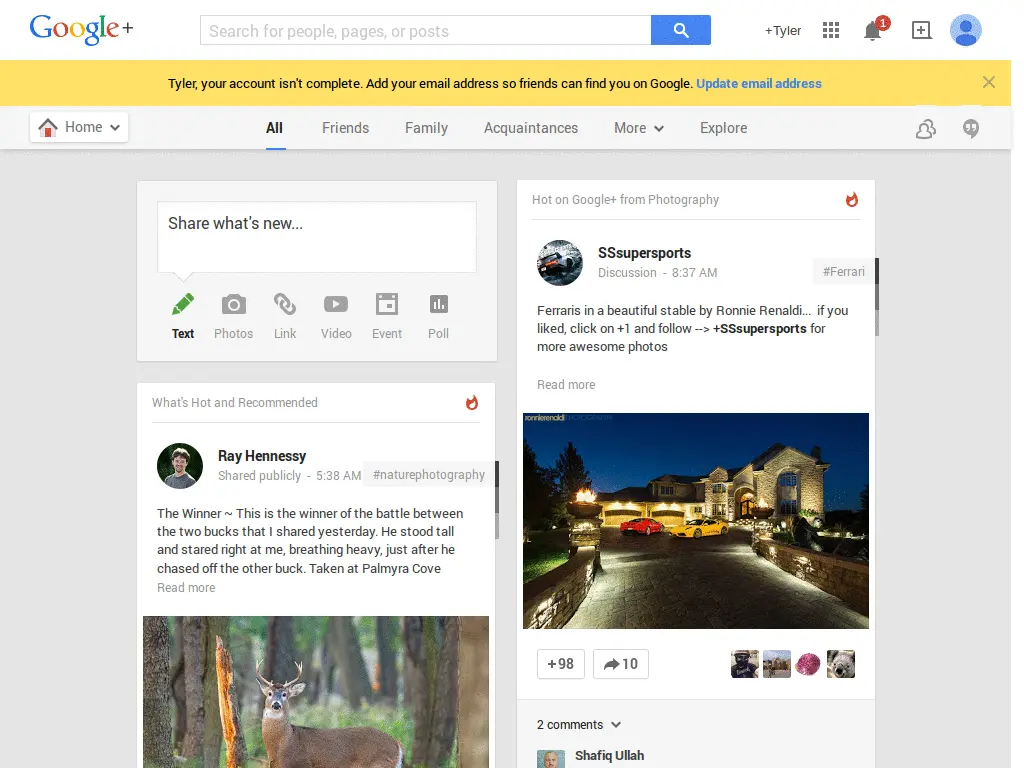 Google+
Search for people, pages, or posts
+Tyler
1
Tyler, your account isn't complete. Add your email address so friends can find you on Google. Update email address
Home
All
Friends
Family
Acquaintances
More
Explore
Share what's new...
Text
Photos
Link
Video
Event
Poll
What's Hot and Recommended
Ray Hennessy
Shared publicly - 5:38 AM
#naturephotography
The Winner ~ This is the winner of the battle between
the two bucks that I shared yesterday. He stood tall
and stared right at me, breathing heavy, just after he
chased off the other buck. Taken at Palmyra Cove
Read more
Hot on Google+ from Photography
SSsupersports
Discussion - 8:37 AM
#Ferrari
Ferraris in a beautiful stable by Ronnie Renaldi... if you
liked, click on +1 and follow --> +SSsupersports for
more awesome photos
Read more
ronnierenaldiPHOTOGRAPHY
+98
10
2 comments
Shafiq Ullah